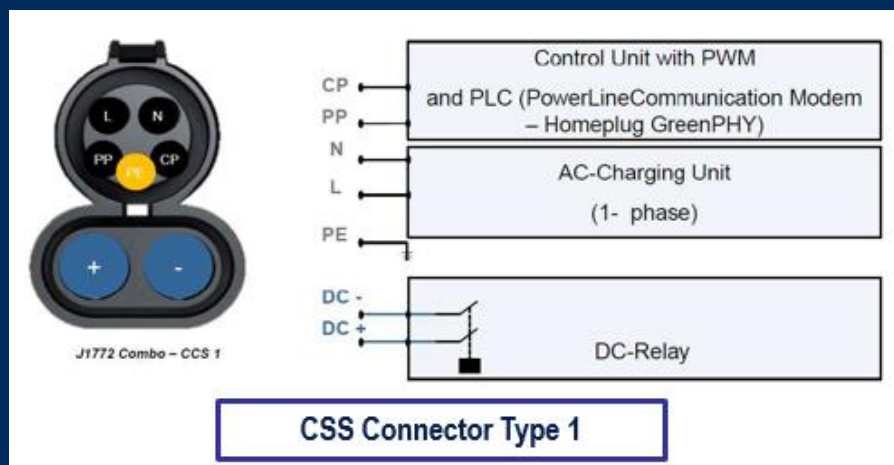 L N
PP PE CP
+ -
J1772 Combo – CCS 1
CP
PP
N
L
PE
DC -
DC +
Control Unit with PWM
and PLC (PowerLineCommunication Modem
– Homeplug GreenPHY)
AC-Charging Unit
(1- phase)
DC-Relay
CSS Connector Type 1